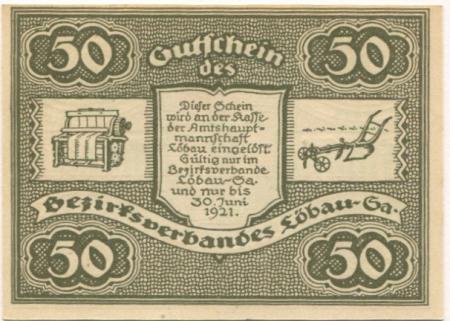 50 Gutschein 50
des
Dieser Schein
wird an der Kasse
der Amtshaupt-
mannschaft
Löbau eingelöst.
Gültig nur im
Bezirksverbande
Löbau-Sa.
und nur bis
30. Juni
1921.
Bezirksverbandes Löbau-Sa.
50 50